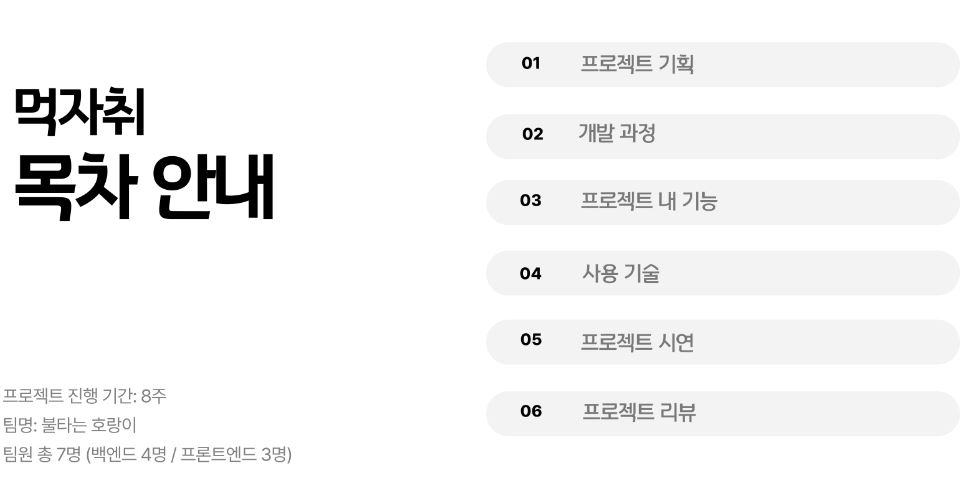 먹자취
목차 안내
프로젝트 진행 기간: 8주
팀명: 불타는 호랑이
팀원 총 7명 (백엔드 4명 / 프론트엔드 3명)
01 프로젝트 기획
02 개발 과정
03 프로젝트 내 기능
04 사용 기술
05 프로젝트 시연
06 프로젝트 리뷰